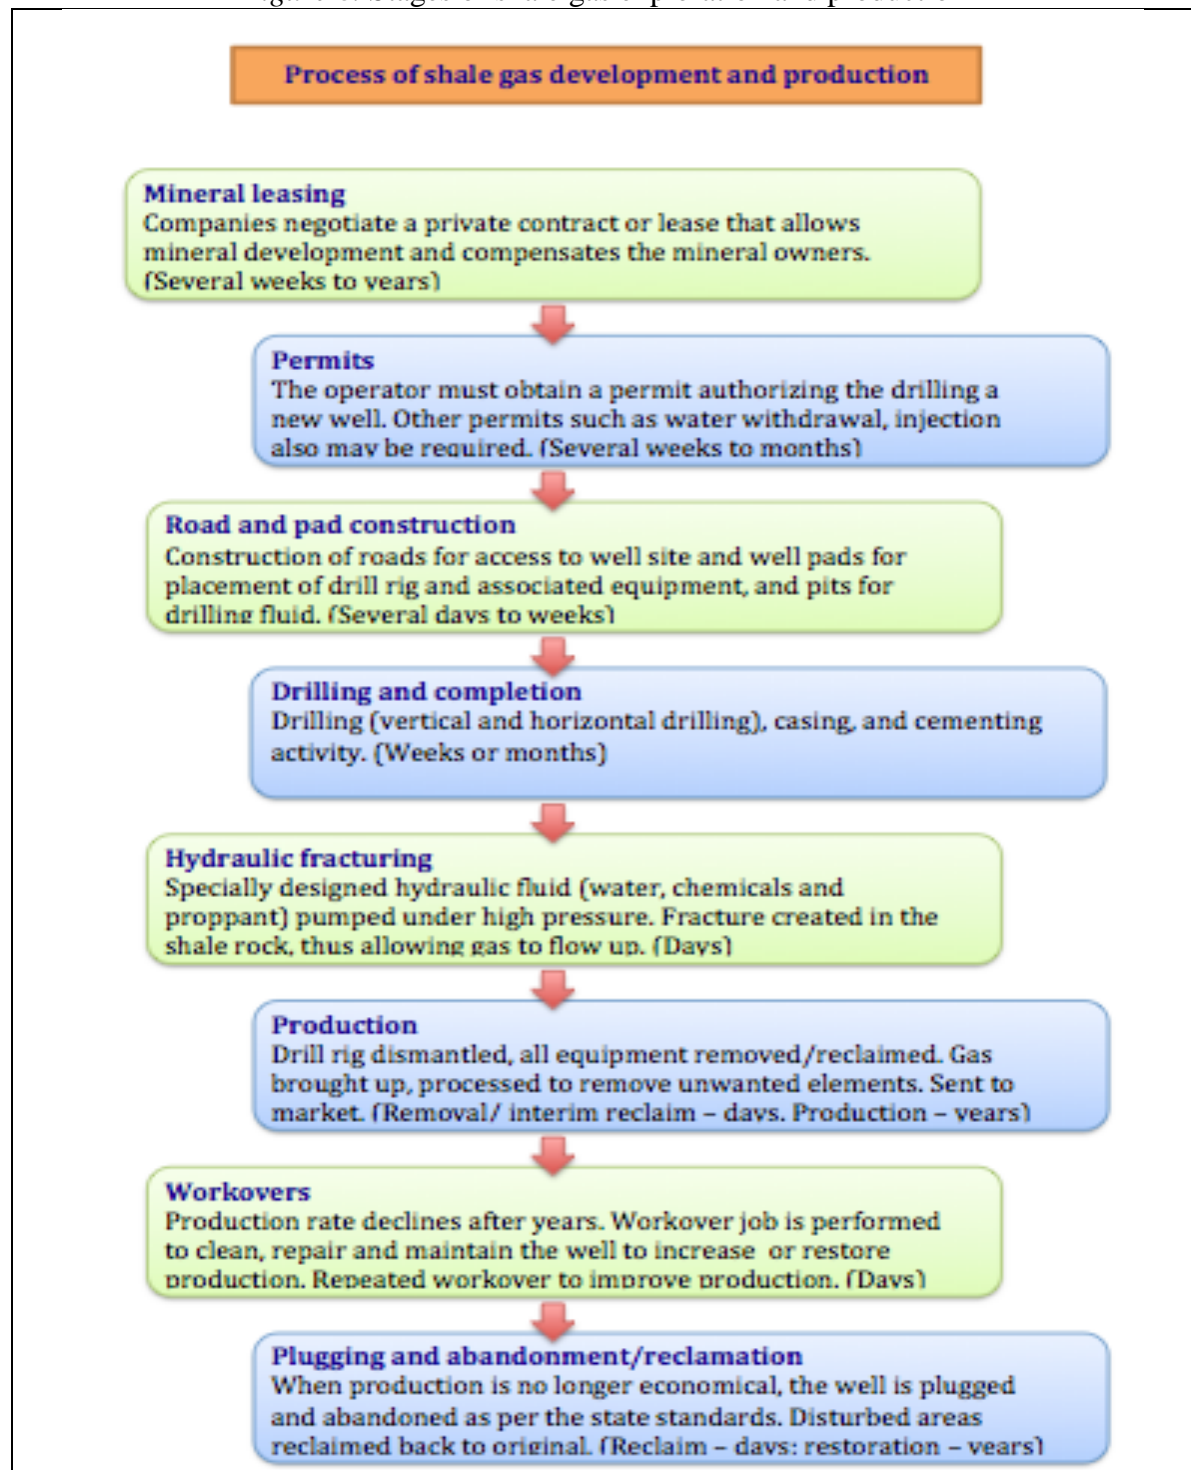 Process of shale gas development and production
Mineral leasing
Companies negotiate a private contract or lease that allows
mineral development and compensates the mineral owners.
(Several weeks to years)
Permits
The operator must obtain a permit authorizing the drilling a
new well. Other permits such as water withdrawal, injection
also may be required. (Several weeks to months)
Road and pad construction
Construction of roads for access to well site and well pads for
placement of drill rig and associated equipment, and pits for
drilling fluid. (Several days to weeks)
Drilling and completion
Drilling (vertical and horizontal drilling), casing, and cementing
activity. (Weeks or months)
Hydraulic fracturing
Specially designed hydraulic fluid (water, chemicals and
proppant) pumped under high pressure. Fracture created in the
shale rock, thus allowing gas to flow up. (Days)
Production
Drill rig dismantled, all equipment removed/reclaimed. Gas
brought up, processed to remove unwanted elements. Sent to
market. (Removal/ interim reclaim – days. Production – years)
Workovers
Production rate declines after years. Workover job is performed
to clean, repair and maintain the well to increase or restore
production. Repeated workover to improve production. (Days)
Plugging and abandonment/reclamation
When production is no longer economical, the well is plugged
and abandoned as per the state standards. Disturbed areas
reclaimed back to original. (Reclaim – days; restoration – years)